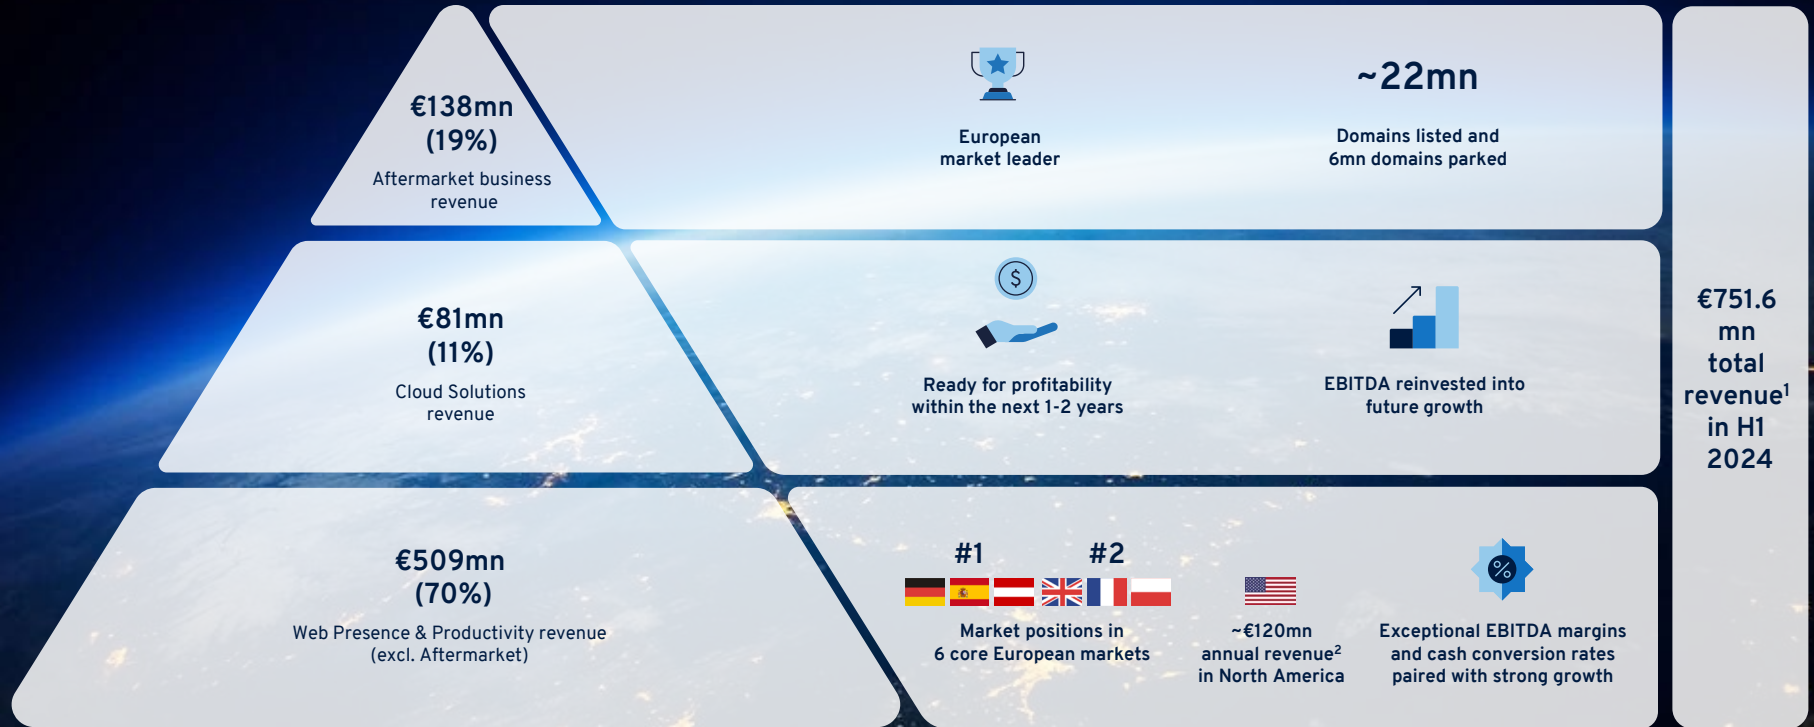 €138mn
(19%)
Aftermarket business
revenue
European
market leader
~22mn
Domains listed and
6mn domains parked
€81mn
(11%)
Cloud Solutions
revenue
$
Ready for profitability
within the next 1-2 years
EBITDA reinvested into
future growth
€509mn
(70%)
Web Presence & Productivity revenue
(excl. Aftermarket)
#1
#2
Market positions in
6 core European markets
~€120mn
annual revenue²
in North America
%
Exceptional EBITDA margins
and cash conversion rates
paired with strong growth
€751.6
mn
total
revenue¹
in H1
2024